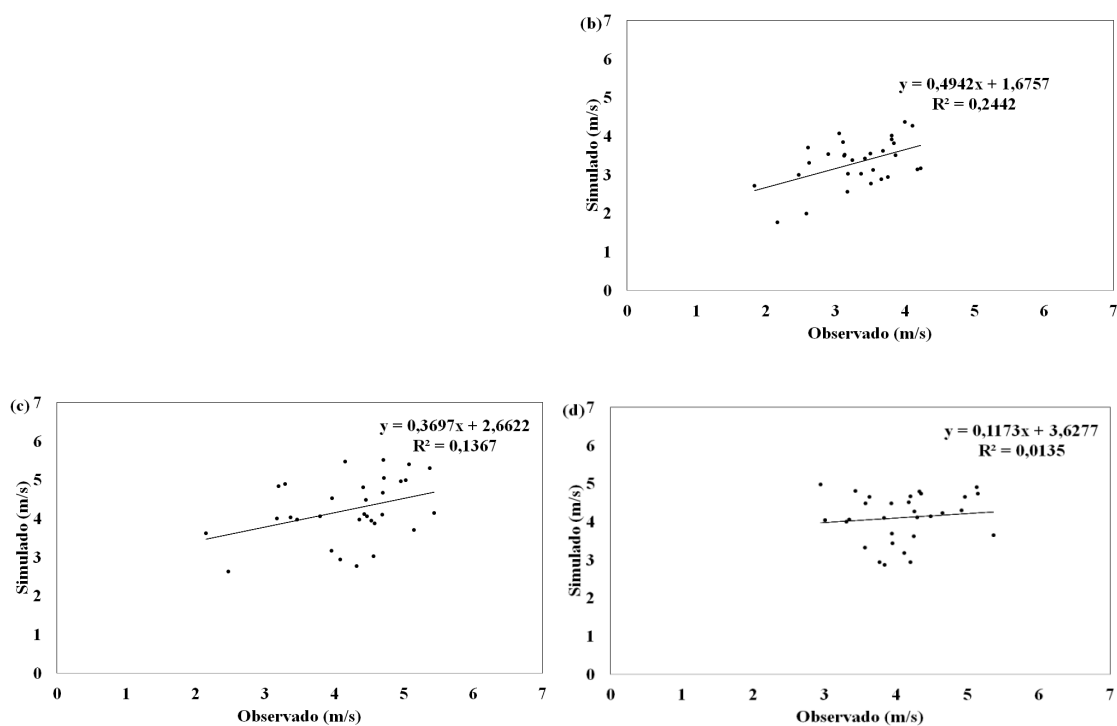 (b)
7
6
5
4
3
2
1
0
Simulado (m/s)
y = 0,4942x + 1,6757
R² = 0,2442
0 1 2 3 4 5 6 7
Observado (m/s)
(c)
7
6
5
4
3
2
1
0
Simulado (m/s)
y = 0,3697x + 2,6622
R² = 0,1367
0 1 2 3 4 5 6 7
Observado (m/s)
(d)
7
6
5
4
3
2
1
0
Simulado (m/s)
y = 0,1173x + 3,6277
R² = 0,0135
0 1 2 3 4 5 6 7
Observado (m/s)